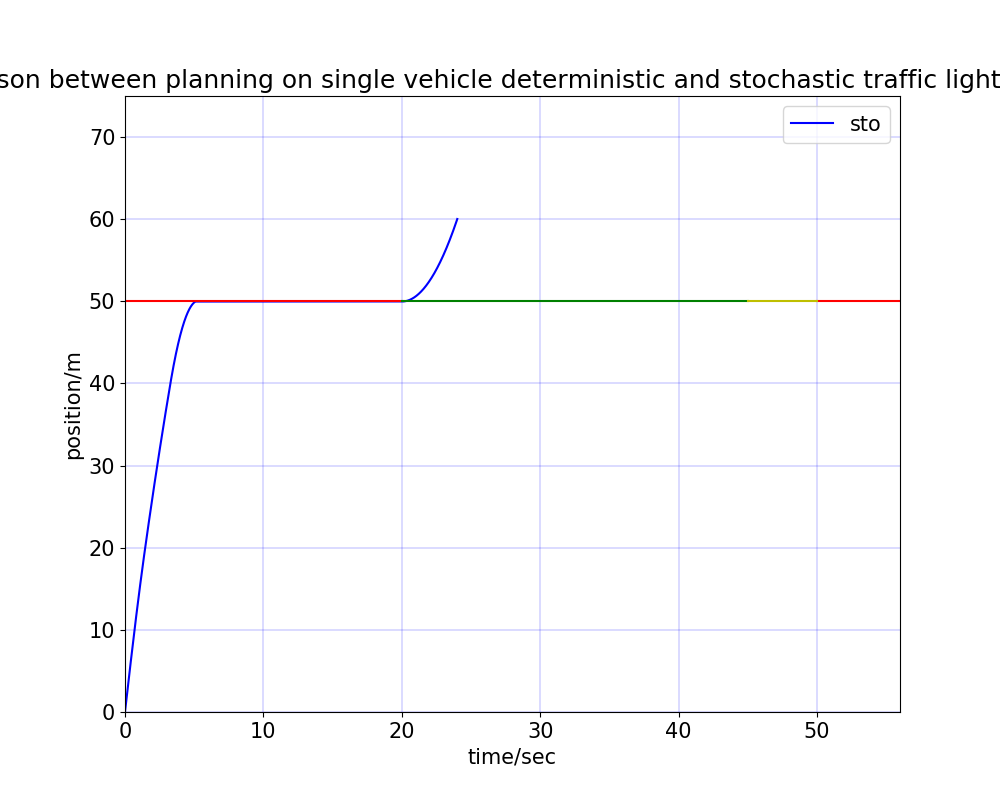 son between planning on single vehicle deterministic and stochastic traffic light
sto
70
60
50
40
30
20
10
0
position/m
0 10 20 30 40 50
time/sec